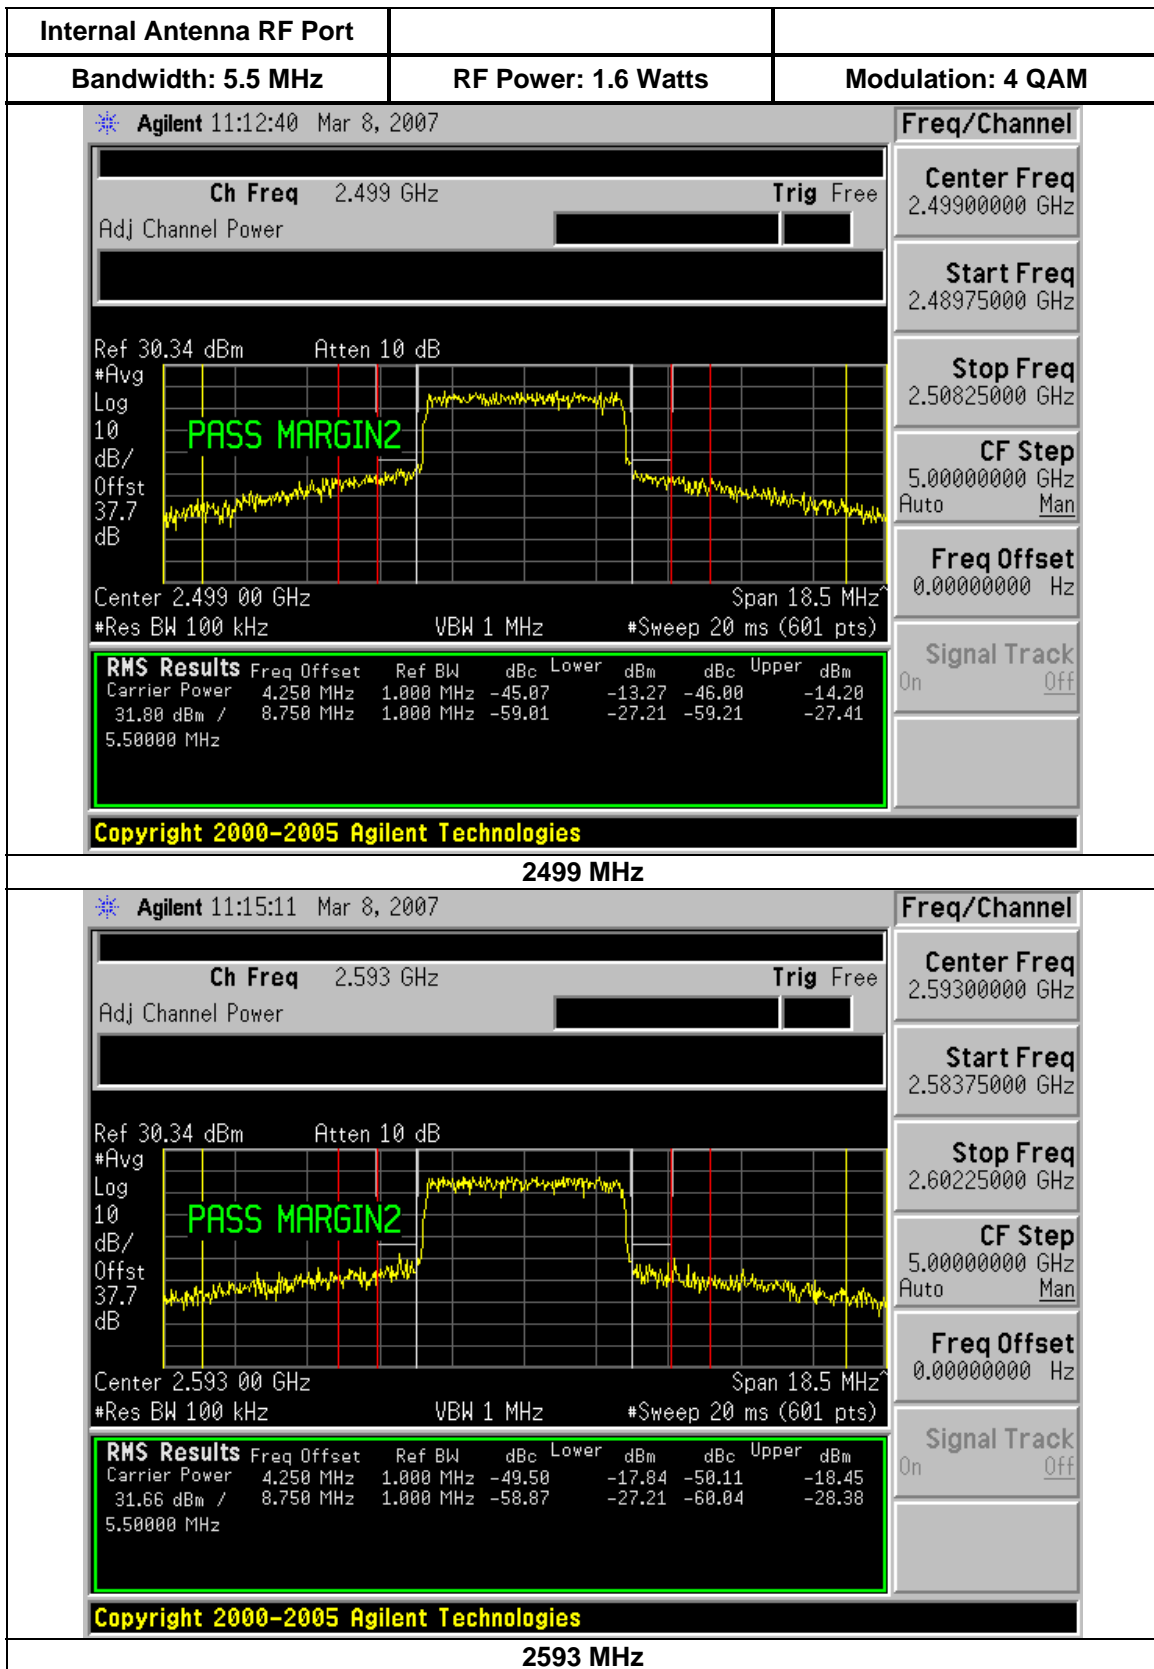 Internal Antenna RF Port
Bandwidth: 5.5 MHz RF Power: 1.6 Watts Modulation: 4 QAM
Agilent 11:12:40 Mar 8, 2007 Freq/Channel
Ch Freq 2.499 GHz Trig Free
Adj Channel Power
Center Freq
2.49900000 GHz
Start Freq
2.48975000 GHz
Stop Freq
2.50825000 GHz
CF Step
5.00000000 GHz
Auto Man
Freq Offset
0.00000000 Hz
Signal Track
On Off
Ref 30.34 dBm Atten 10 dB
#Avg
Log
10
dB/
Offst
37.7
dB
PASS MARGIN2
Center 2.499 00 GHz Span 18.5 MHz^
#Res BW 100 kHz VBW 1 MHz #Sweep 20 ms (601 pts)
RMS Results Freq Offset Ref BW dBc Lower dBm dBc Upper dBm
Carrier Power 4.250 MHz 1.000 MHz -45.07 -13.27 -46.00 -14.20
31.80 dBm / 8.750 MHz 1.000 MHz -59.01 -27.21 -59.21 -27.41
5.50000 MHz
Copyright 2000-2005 Agilent Technologies
2499 MHz
Agilent 11:15:11 Mar 8, 2007 Freq/Channel
Ch Freq 2.593 GHz Trig Free
Adj Channel Power
Center Freq
2.59300000 GHz
Start Freq
2.58375000 GHz
Stop Freq
2.60225000 GHz
CF Step
5.00000000 GHz
Auto Man
Freq Offset
0.00000000 Hz
Signal Track
On Off
Ref 30.34 dBm Atten 10 dB
#Avg
Log
10
dB/
Offst
37.7
dB
PASS MARGIN2
Center 2.593 00 GHz Span 18.5 MHz^
#Res BW 100 kHz VBW 1 MHz #Sweep 20 ms (601 pts)
RMS Results Freq Offset Ref BW dBc Lower dBm dBc Upper dBm
Carrier Power 4.250 MHz 1.000 MHz -49.50 -17.84 -50.11 -18.45
31.66 dBm / 8.750 MHz 1.000 MHz -58.87 -27.21 -60.04 -28.38
5.50000 MHz
Copyright 2000-2005 Agilent Technologies
2593 MHz